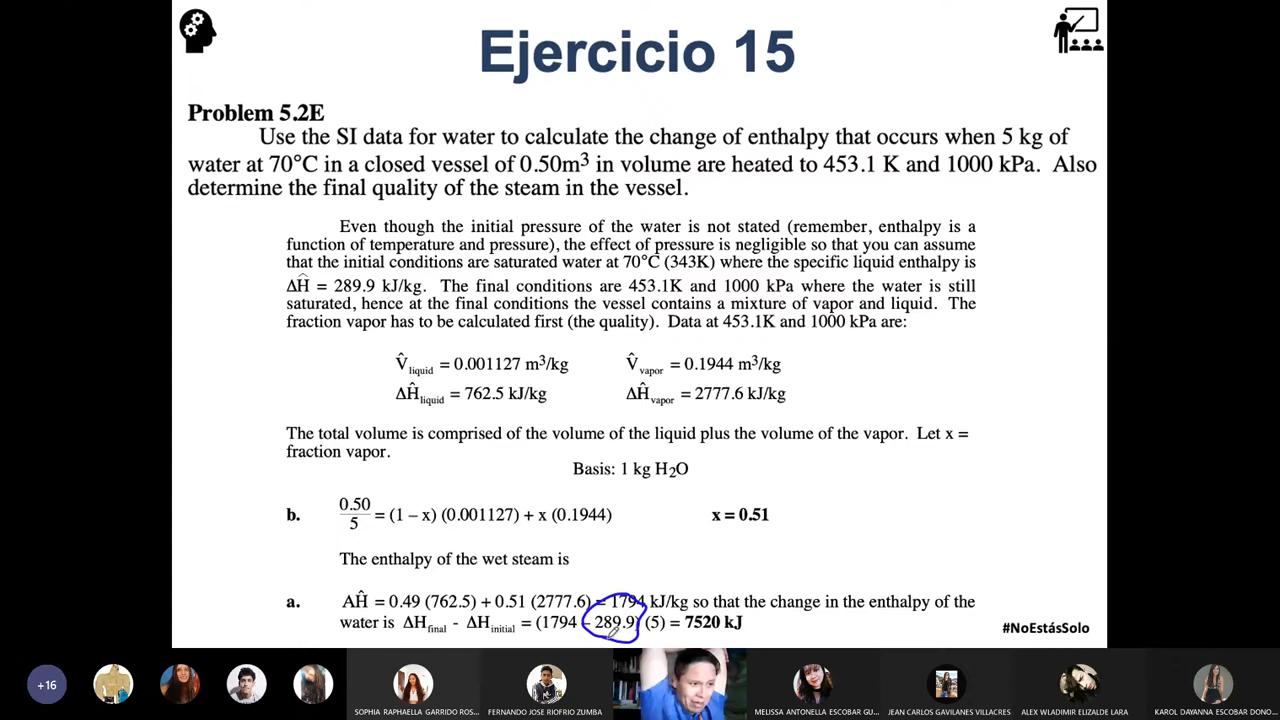 Ejercicio 15
Problem 5.2E
Use the SI data for water to calculate the change of enthalpy that occurs when 5 kg of
water at 70°C in a closed vessel of 0.50m³ in volume are heated to 453.1 K and 1000 kPa. Also
determine the final quality of the steam in the vessel.
Even though the initial pressure of the water is not stated (remember, enthalpy is a
function of temperature and pressure), the effect of pressure is negligible so that you can assume
that the initial conditions are saturated water at 70°C (343K) where the specific liquid enthalpy is
ΔĤ = 289.9 kJ/kg. The final conditions are 453.1K and 1000 kPa where the water is still
saturated, hence at the final conditions the vessel contains a mixture of vapor and liquid. The
fraction vapor has to be calculated first (the quality). Data at 453.1K and 1000 kPa are:
V̂liquid = 0.001127 m³/kg V̂vapor = 0.1944 m³/kg
ΔĤliquid = 762.5 kJ/kg ΔĤvapor = 2777.6 kJ/kg
The total volume is comprised of the volume of the liquid plus the volume of the vapor. Let x =
fraction vapor.
Basis: 1 kg H₂O
b. 0.50/5 = (1 – x) (0.001127) + x (0.1944) x = 0.51
The enthalpy of the wet steam is
a. AĤ = 0.49 (762.5) + 0.51 (2777.6) = 1794 kJ/kg so that the change in the enthalpy of the
water is ΔHfinal - ΔHinitial = (1794 – 289.9) (5) = 7520 kJ
#NoEstásSolo
+16
SOPHIA RAPHAELLA GARRIDO ROS...
FERNANDO JOSE RIOFRIO ZUMBA
MELISSA ANTONELLA ESCOBAR GU...
JEAN CARLOS GAVILANES VILLACRES
ALEX WLADIMIR ELIZALDE LARA
KAROL DAYANNA ESCOBAR DONO...